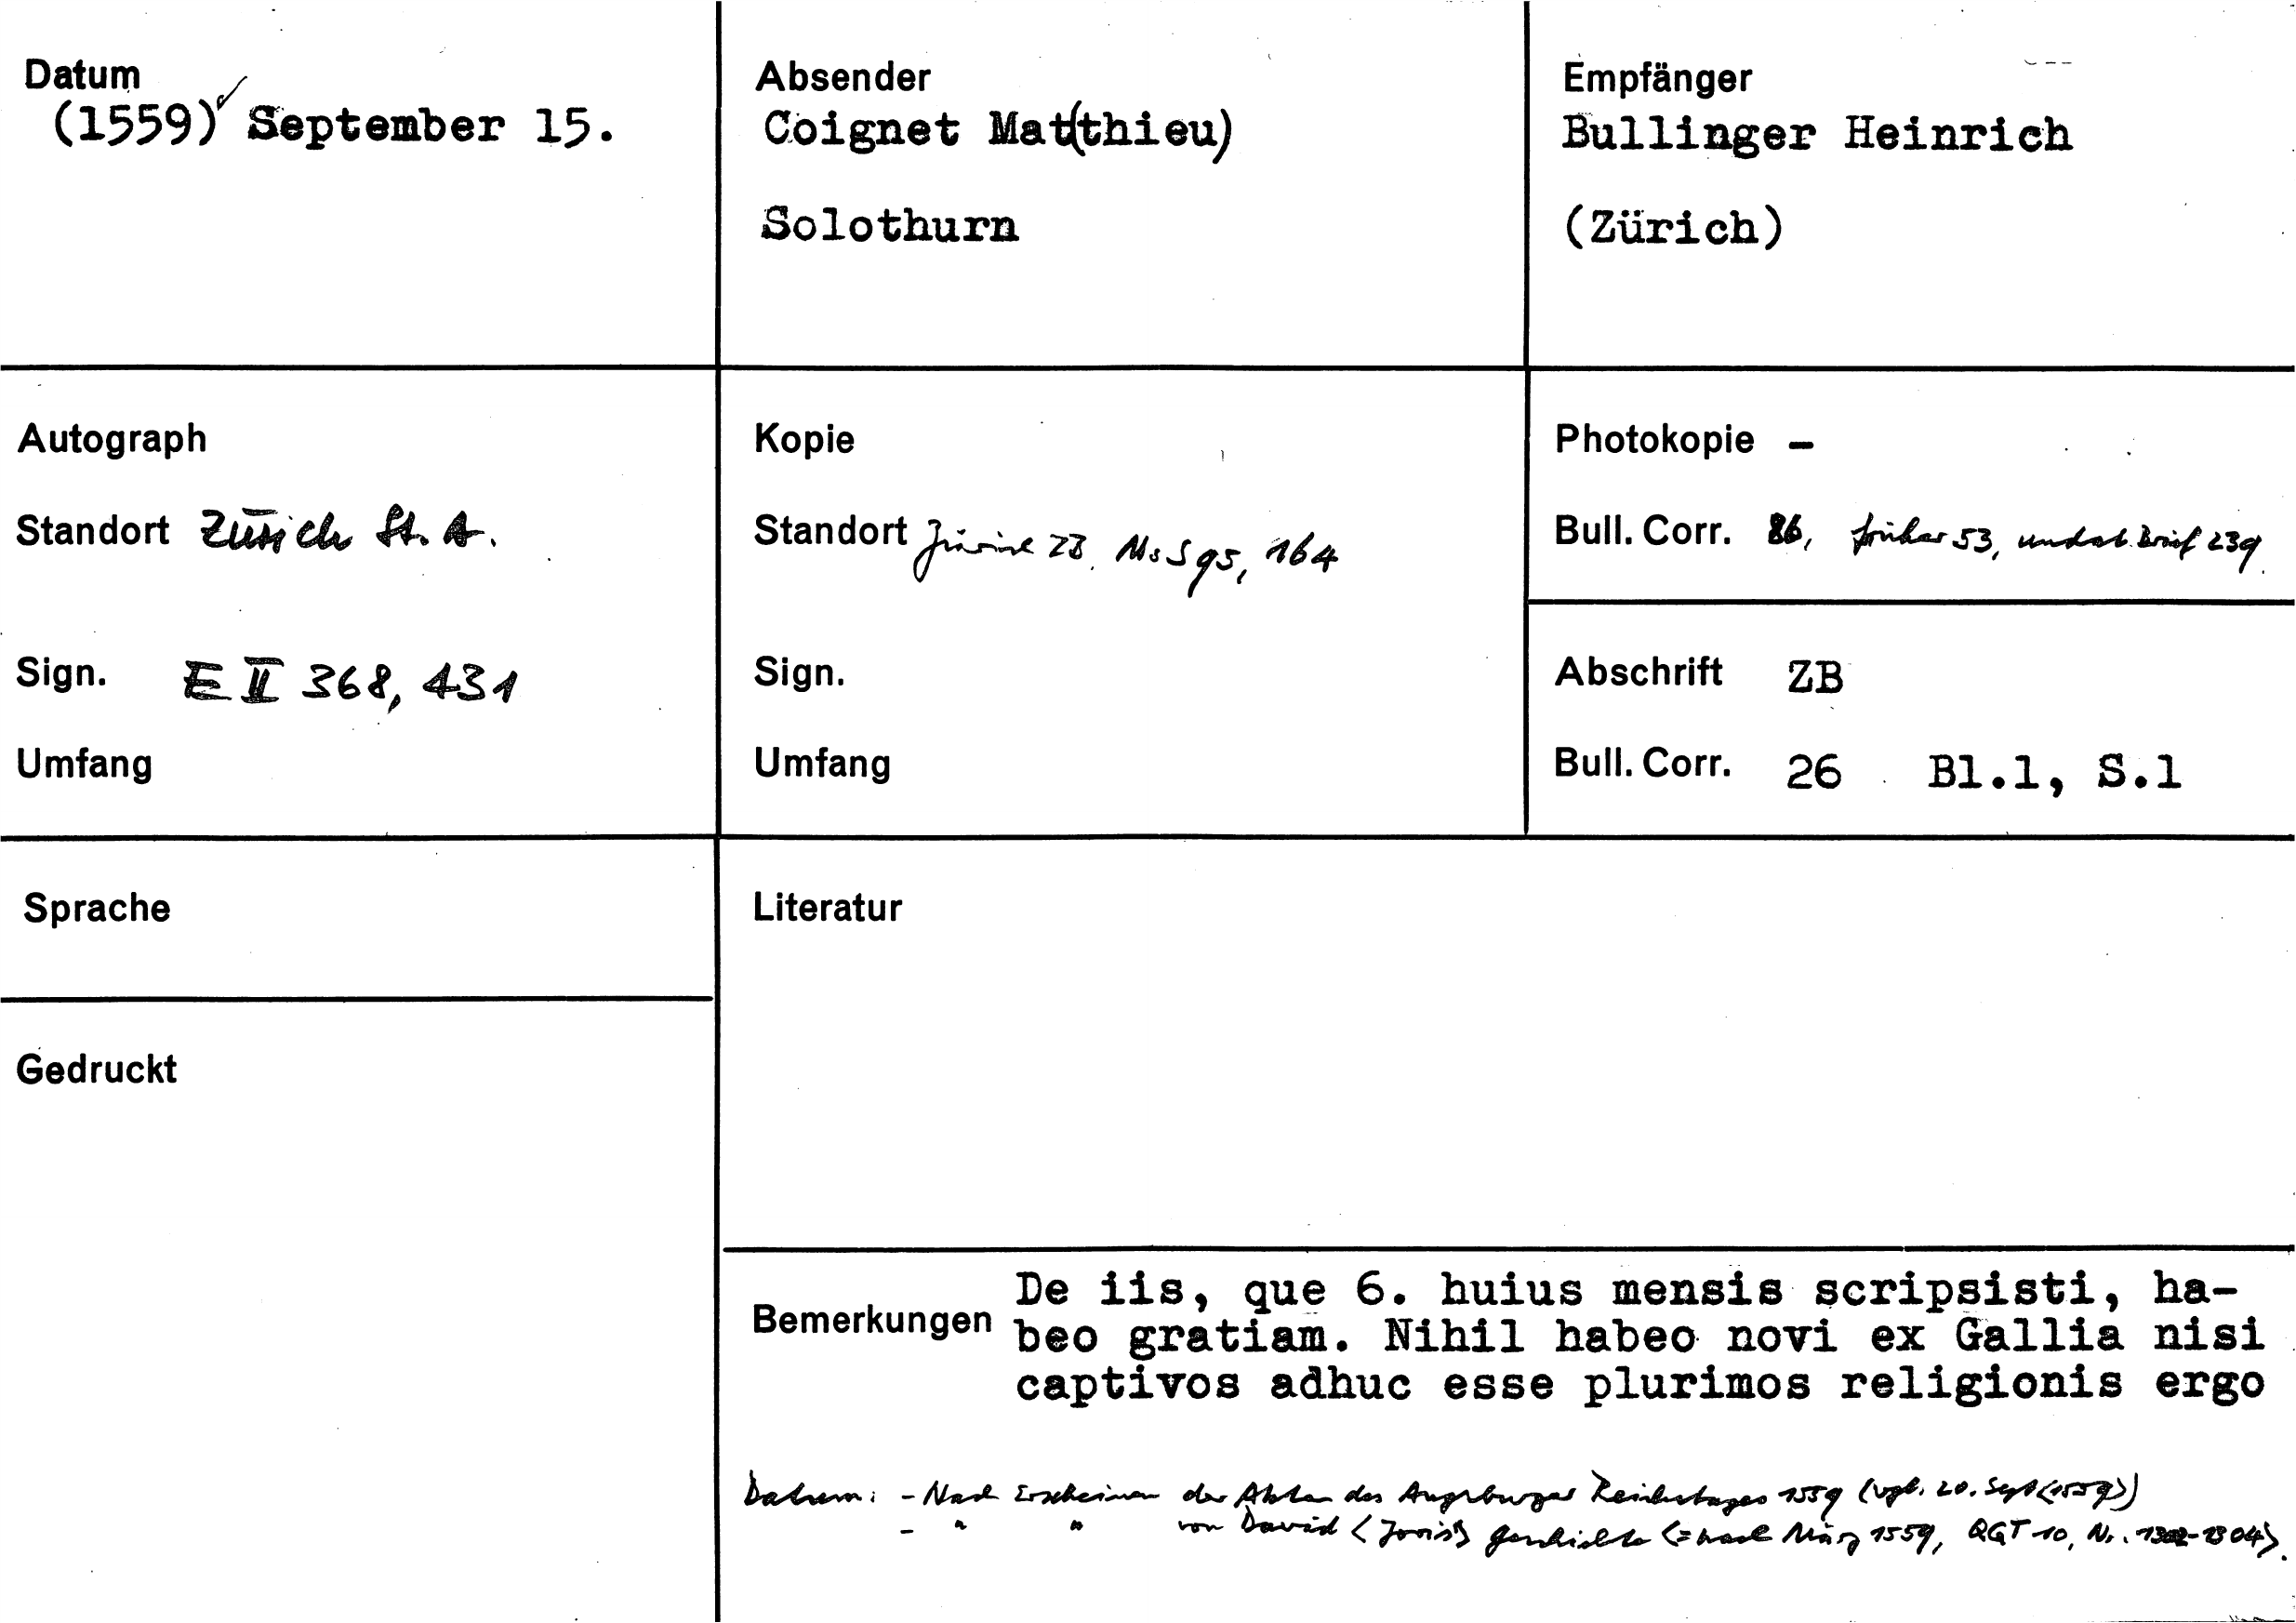 Datum
(1559) September 15.
Absender
Coignet Mat(thieu)
Solothurn
Empfänger
Bullinger Heinrich
(Zürich)
Autograph
Standort Zürich St. A.
Sign. E II 368, 431
Umfang
Kopie
Standort Zürich ZB, Ms S 95, 164
Sign.
Umfang
Photokopie -
Bull. Corr. 86, früher 53, undat. Brief 239
Abschrift ZB
Bull. Corr. 26 Bl.1, S.1
Sprache
Gedruckt
Literatur
Bemerkungen
De iis, que 6. huius mensis scripsisti, ha-
beo gratiam. Nihil habeo novi ex Gallia nisi
captivos adhuc esse plurimos religionis ergo
Datum: - Nach Erscheinen der Akten des Augsburger Reichstages 1559 (vgl. 20. Sept <1559>)
- " " von David <Joris> Geschichte (= nach März 1559, QGT 10, Nr.